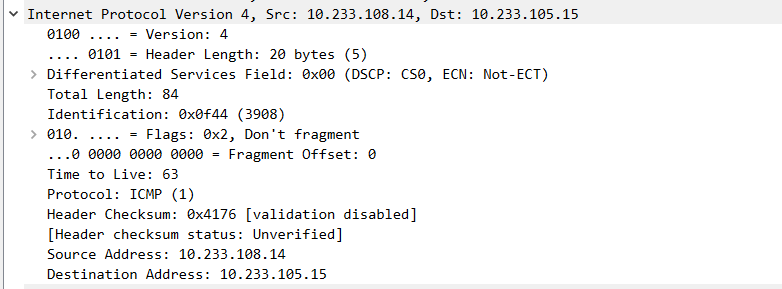 Internet Protocol Version 4, Src: 10.233.108.14, Dst: 10.233.105.15
0100 .... = Version: 4
.... 0101 = Header Length: 20 bytes (5)
Differentiated Services Field: 0x00 (DSCP: CS0, ECN: Not-ECT)
Total Length: 84
Identification: 0x0f44 (3908)
010. .... = Flags: 0x2, Don't fragment
...0 0000 0000 0000 = Fragment Offset: 0
Time to Live: 63
Protocol: ICMP (1)
Header Checksum: 0x4176 [validation disabled]
[Header checksum status: Unverified]
Source Address: 10.233.108.14
Destination Address: 10.233.105.15